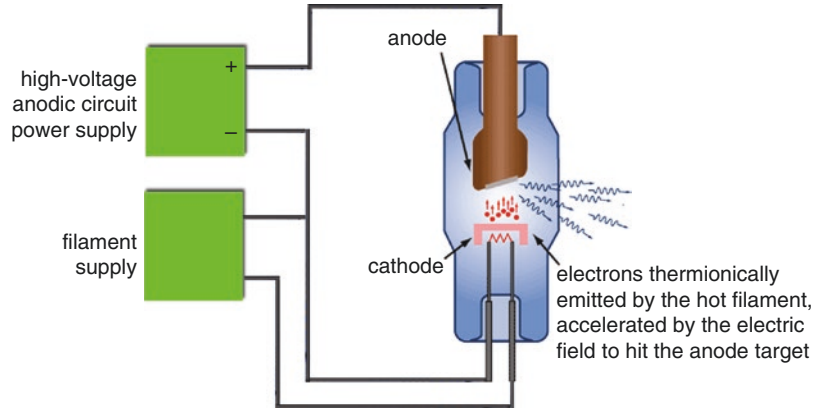 anode
+
high-voltage
anodic circuit
power supply
–
filament
supply
cathode
electrons thermionically
emitted by the hot filament,
accelerated by the electric
field to hit the anode target